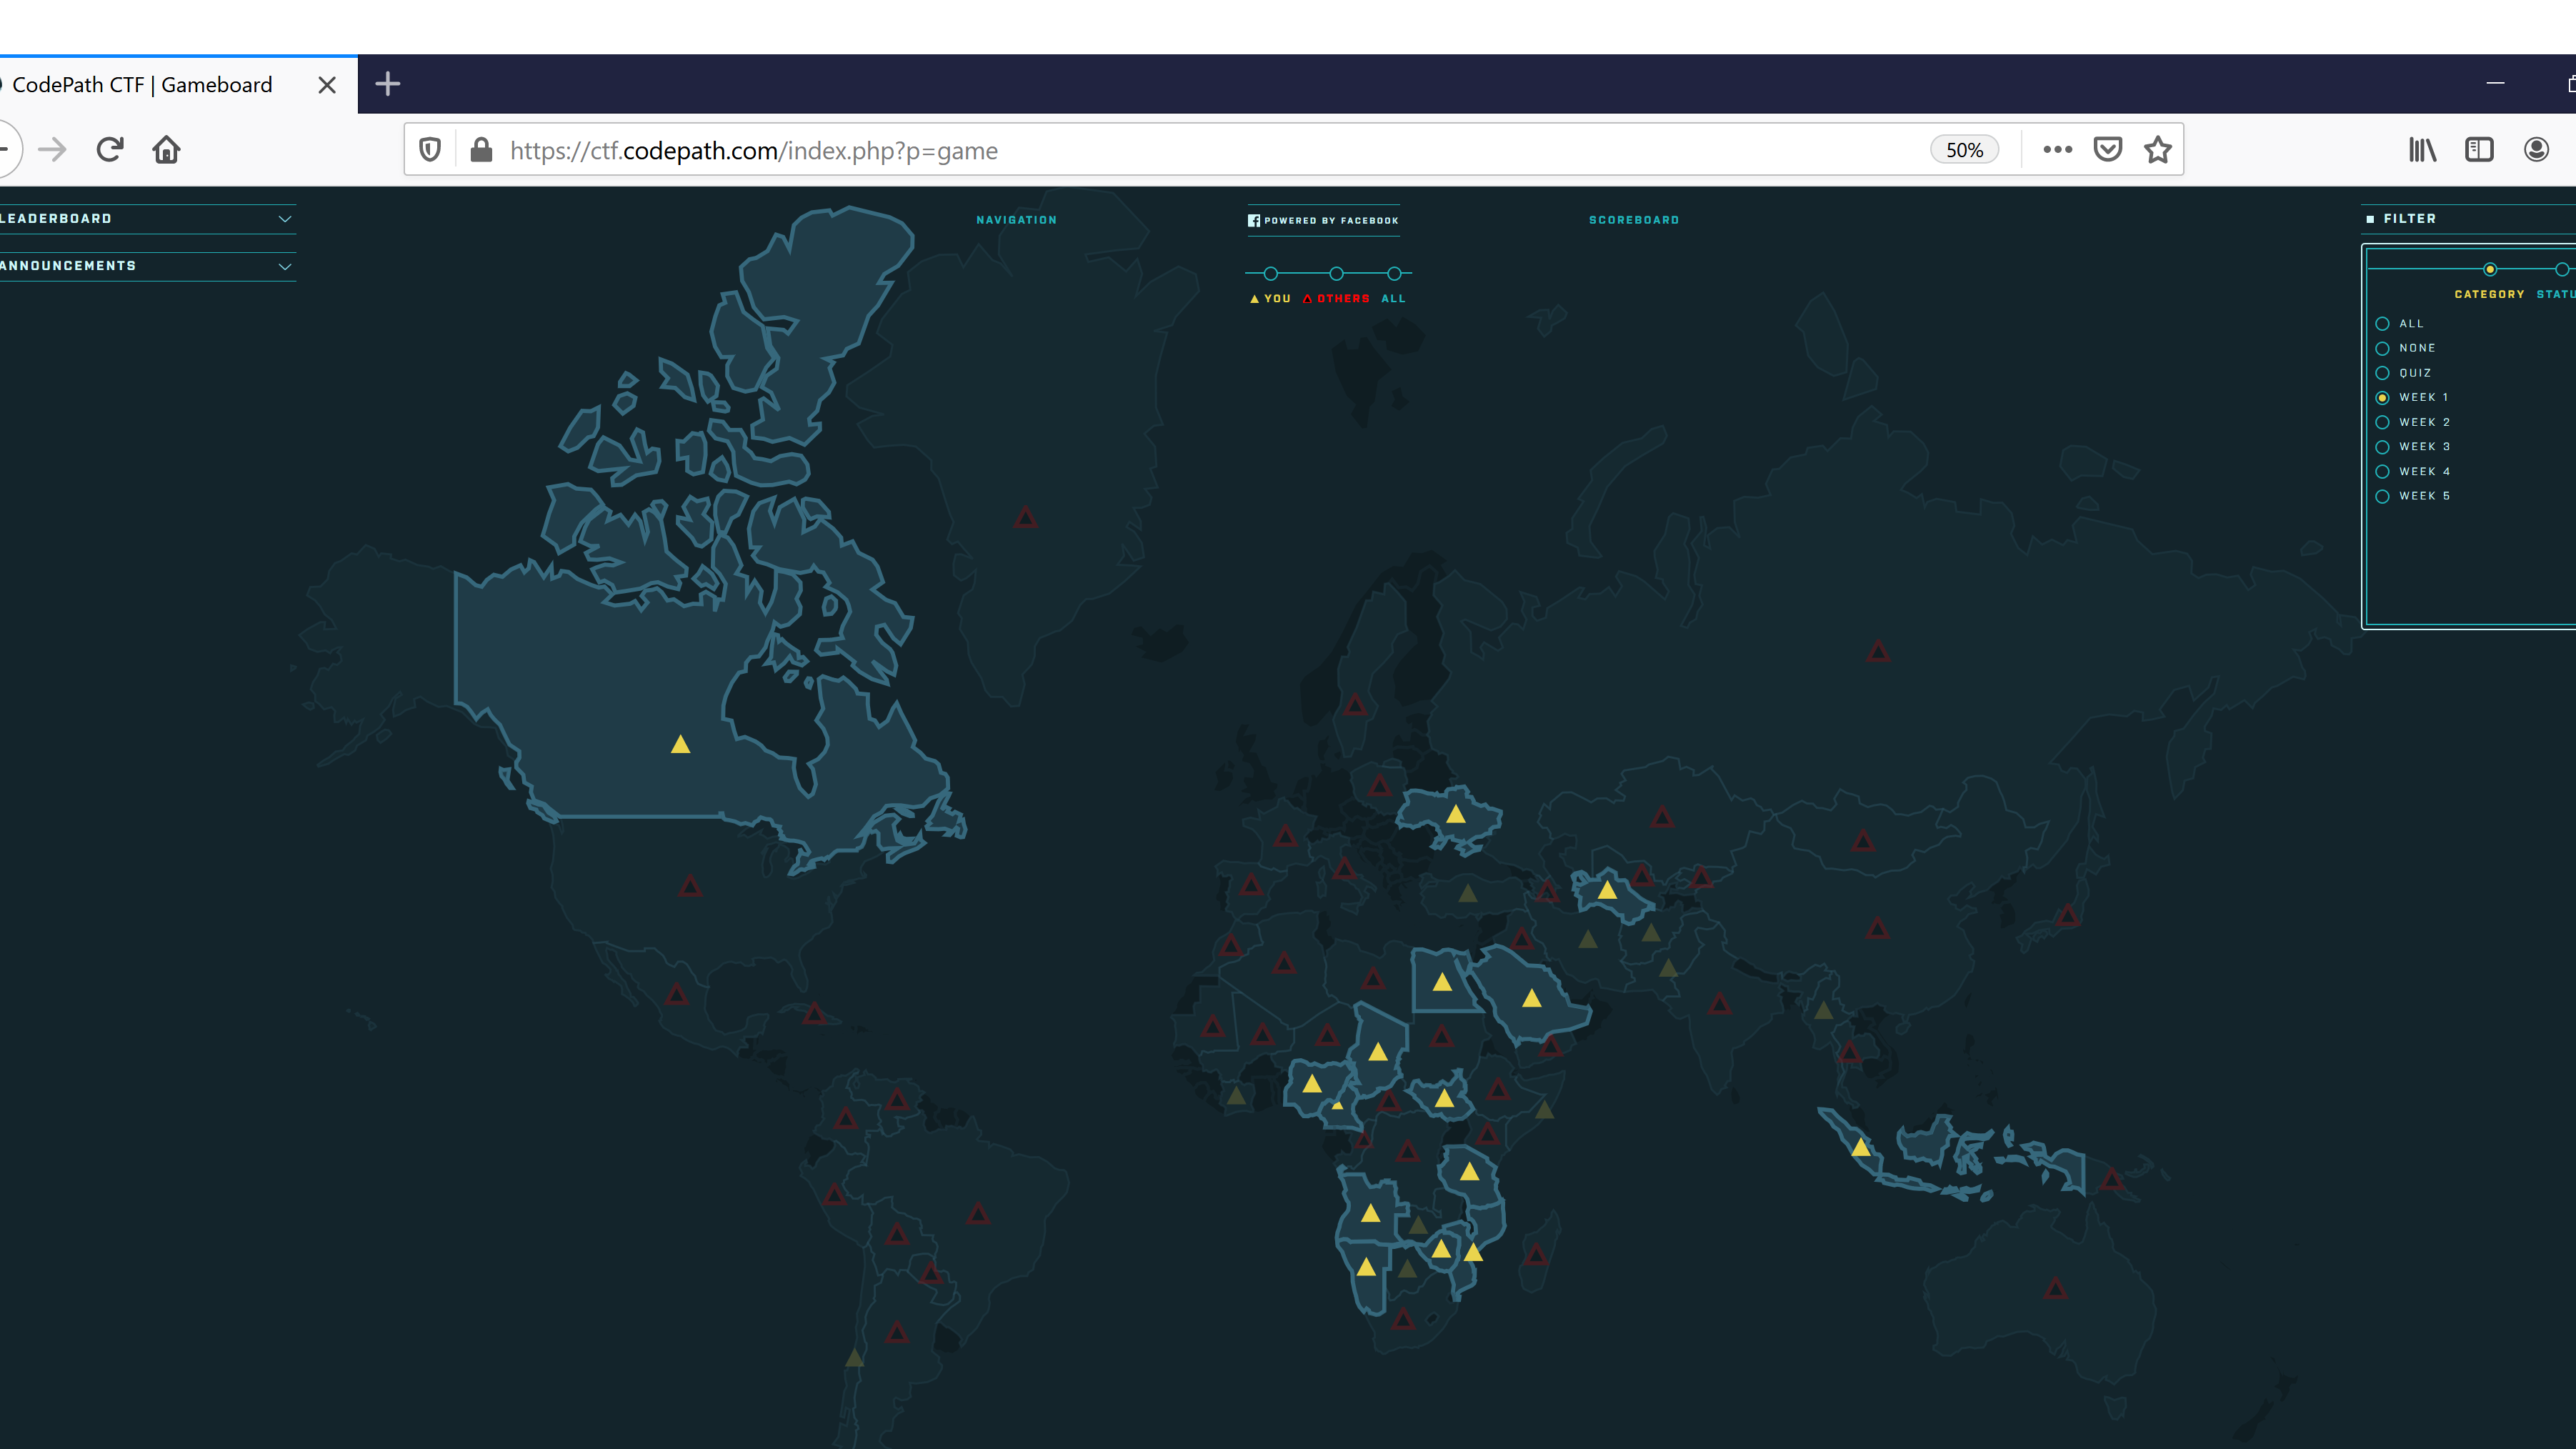 CodePath CTF | Gameboard
https://ctf.codepath.com/index.php?p=game
50%
LEADERBOARD
ANNOUNCEMENTS
NAVIGATION
POWERED BY FACEBOOK
SCOREBOARD
YOU OTHERS ALL
FILTER
CATEGORY STATU
ALL
NONE
QUIZ
WEEK 1
WEEK 2
WEEK 3
WEEK 4
WEEK 5